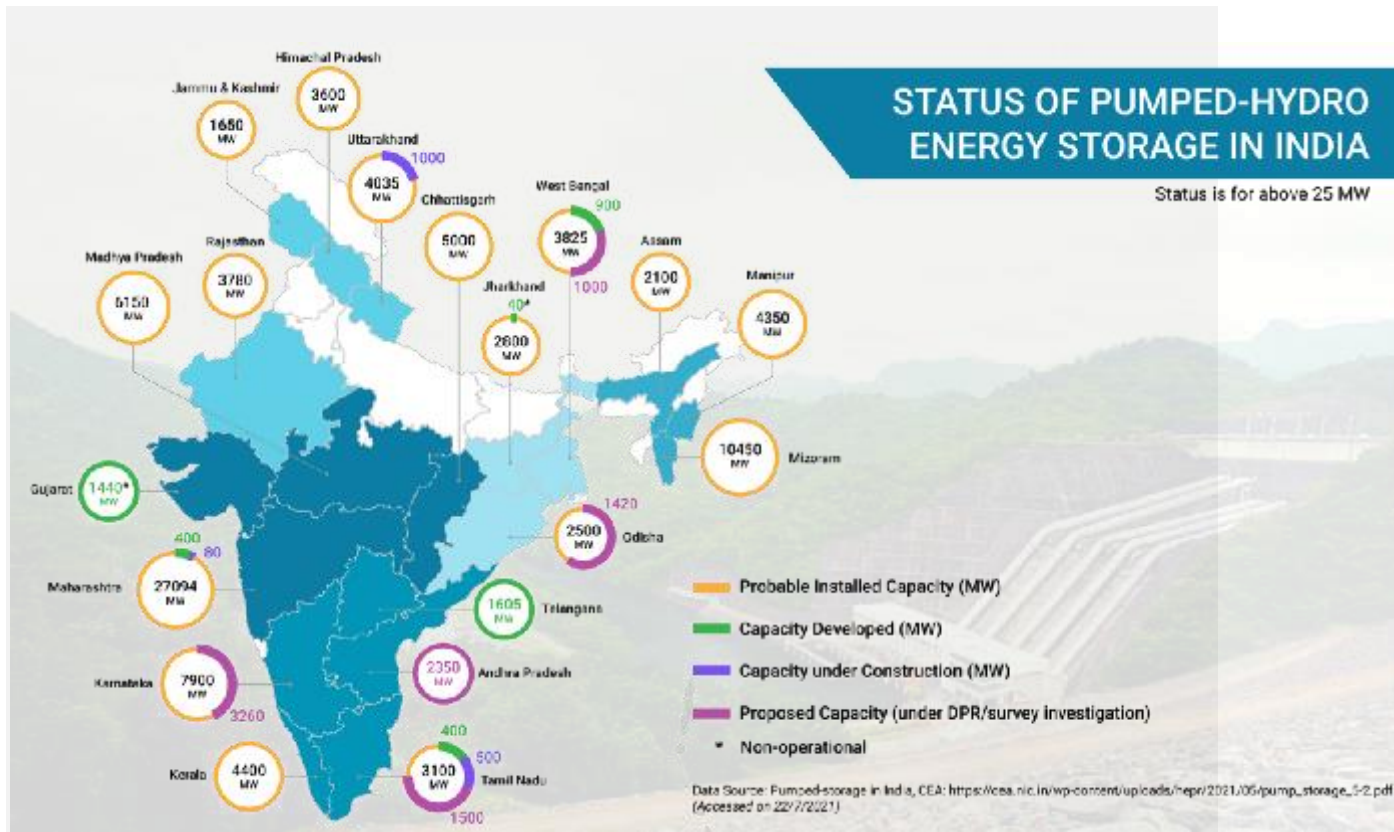 STATUS OF PUMPED-HYDRO
ENERGY STORAGE IN INDIA
Status is for above 25 MW
Himachal Pradesh
3600
MW
Jammu & Kashmir
1650
MW
Uttarakhand
1000
4035
MW
Chhattisgarh
5000
MW
West Bengal
900
3825
MW
1000
Assam
2100
MW
Manipur
4350
MW
Rajasthan
3780
MW
Madhya Pradesh
6150
MW
Jharkhand
40*
2800
MW
10450
MW
Mizoram
Gujarat
1440*
MW
1420
2500
MW
Odisha
400
80
Maharashtra
27094
MW
1605
MW
Telangana
2350
MW
Andhra Pradesh
Karnataka
7900
MW
3260
Kerala
4400
MW
400
500
3100
MW
Tamil Nadu
1500
Probable Installed Capacity (MW)
Capacity Developed (MW)
Capacity under Construction (MW)
Proposed Capacity (under DPR/survey investigation)
* Non-operational
Data Source: Pumped-storage in India, CEA: https://cea.nic.in/wp-content/uploads/hepr/2021/05/pump_storage_5-2.pdf
(Accessed on 22/7/2021)